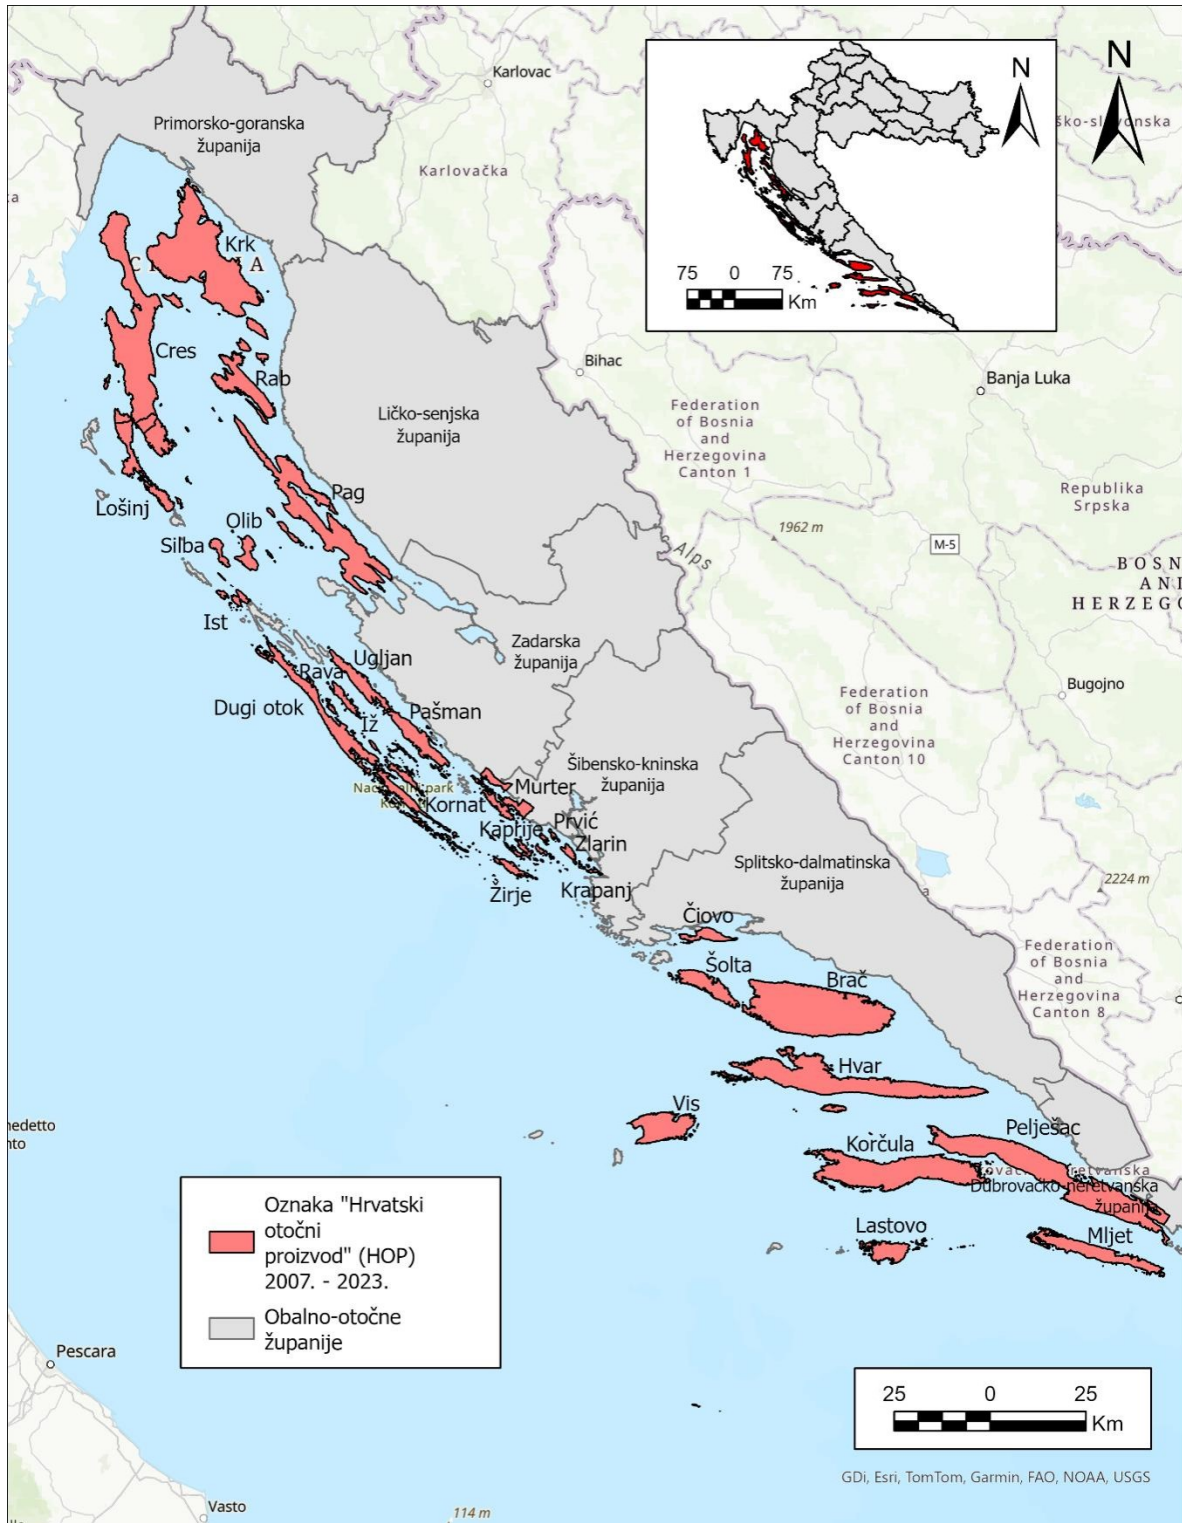 Karlovac
Primorsko-goranska
županija
Karlovačka
N
N
75 0 75
Km
Krk
Cres
Rab
Bihac
Banja Luka
Ličko-senjska
županija
Federation
of Bosnia
and
Herzegovina
Canton 1
Republika
Srpska
Pag
Lošinj
Olib
Silba
1962 m
Alps
M-5
BOSN
AND
HERZEGO
Ist
Zadarska
županija
Ugljan
Rava
Dugi otok
Iž
Pašman
Federation
of Bosnia
and
Herzegovina
Canton 10
Bugojno
Šibensko-kninska
županija
Murter
Kornat
Kaprije
Prvić
Zlarin
Žirje
Krapanj
Splitsko-dalmatinska
županija
2224 m
Čiovo
Šolta
Brač
Federation
of Bosnia
and
Herzegovina
Canton 8
Hvar
Vis
Pelješac
Korčula
Dubrovačko-neretvanska
županija
Lastovo
Mljet
nedetto
nto
Oznaka "Hrvatski
otočni
proizvod" (HOP)
2007. - 2023.
Obalno-otočne
županije
Pescara
25 0 25
Km
GDi, Esri, TomTom, Garmin, FAO, NOAA, USGS
Vasto
114 m